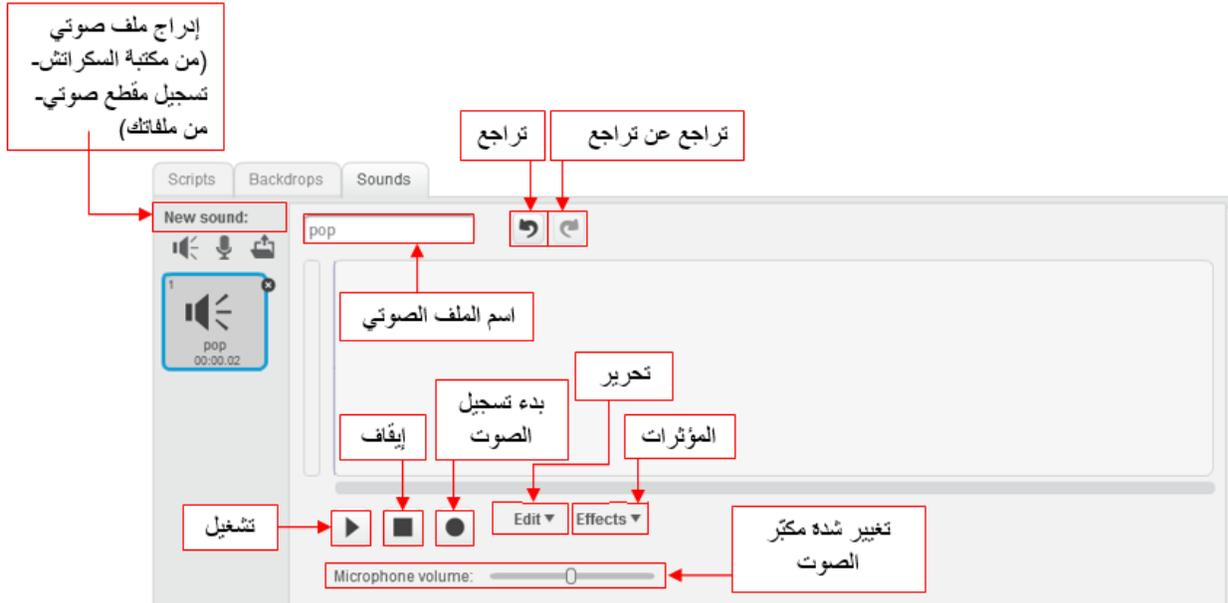 إدراج ملف صوتي
(من مكتبة السكراتش-
تسجيل مقطع صوتي-
من ملفاتك)
تراجع
تراجع عن تراجع
Scripts
Backdrops
Sounds
New sound:
pop
1
pop
00:00.02
اسم الملف الصوتي
تحرير
بدء تسجيل
الصوت
إيقاف
المؤثرات
تشغيل
Edit
Effects
تغيير شدة مكبّر
الصوت
Microphone volume: